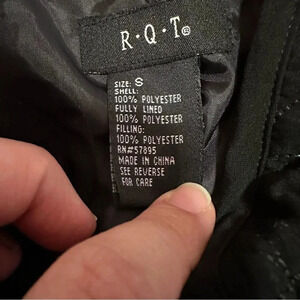 R·Q·T®
SIZE: S
SHELL:
100% POLYESTER
FULLY LINED
100% POLYESTER
FILLING:
100% POLYESTER
RN#57895
MADE IN CHINA
SEE REVERSE
FOR CARE